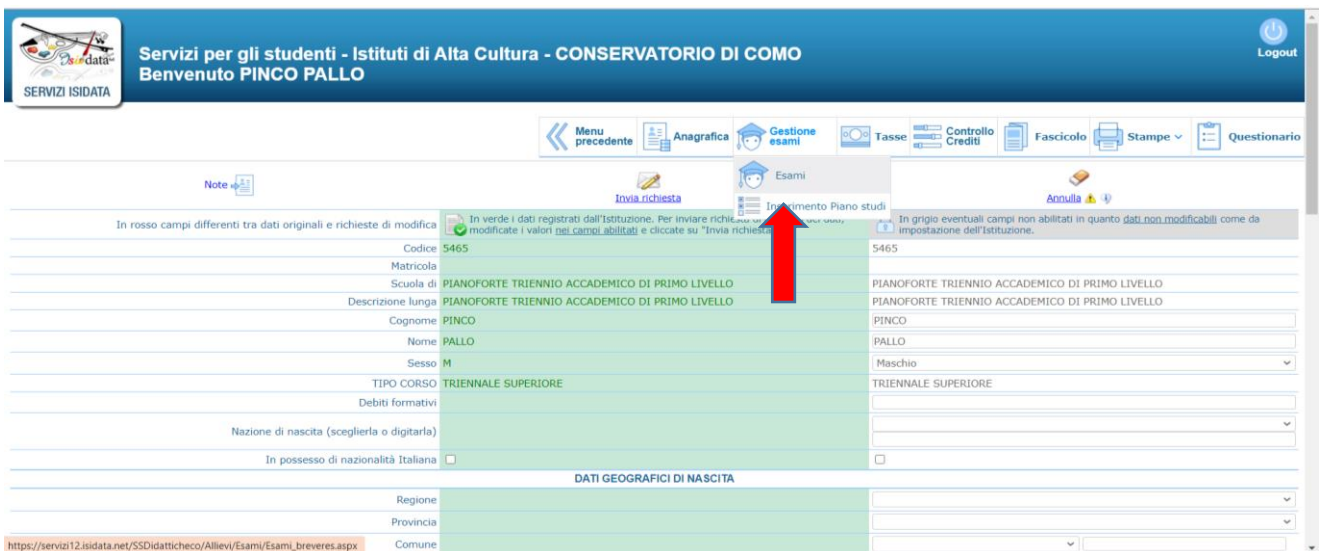 Isidata
SERVIZI ISIDATA
Servizi per gli studenti - Istituti di Alta Cultura - CONSERVATORIO DI COMO
Benvenuto PINCO PALLO
Logout
Menu precedente Anagrafica Gestione esami Tasse Controllo Crediti Fascicolo Stampe Questionario
Esami
Inserimento Piano studi
Note Invia richiesta Annulla
In rosso campi differenti tra dati originali e richieste di modifica
In verde i dati registrati dall'Istituzione. Per inviare dati,
modificate i valori nei campi abilitati e cliccate su "Invia
In grigio eventuali campi non abilitati in quanto dati non modificabili come da
impostazione dell'Istituzione.
Codice 5465 5465
Matricola
Scuola di PIANOFORTE TRIENNIO ACCADEMICO DI PRIMO LIVELLO PIANOFORTE TRIENNIO ACCADEMICO DI PRIMO LIVELLO
Descrizione lunga PIANOFORTE TRIENNIO ACCADEMICO DI PRIMO LIVELLO PIANOFORTE TRIENNIO ACCADEMICO DI PRIMO LIVELLO
Cognome PINCO PINCO
Nome PALLO PALLO
Sesso M Maschio
TIPO CORSO TRIENNALE SUPERIORE TRIENNALE SUPERIORE
Debiti formativi
Nazione di nascita (sceglierla o digitarla)
In possesso di nazionalità Italiana
DATI GEOGRAFICI DI NASCITA
Regione
Provincia
https://servizi12.isidata.net/SSDidatticheco/Allievi/Esami/Esami_breveres.aspx Comune